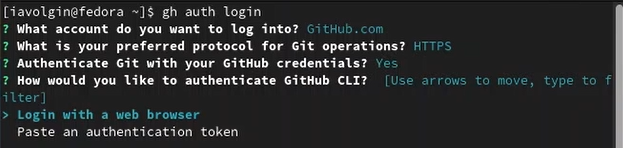 [iavolgin@fedora ~]$ gh auth login
? What account do you want to log into? GitHub.com
? What is your preferred protocol for Git operations? HTTPS
? Authenticate Git with your GitHub credentials? Yes
? How would you like to authenticate GitHub CLI?  [Use arrows to move, type to f
ilter]
> Login with a web browser
  Paste an authentication token